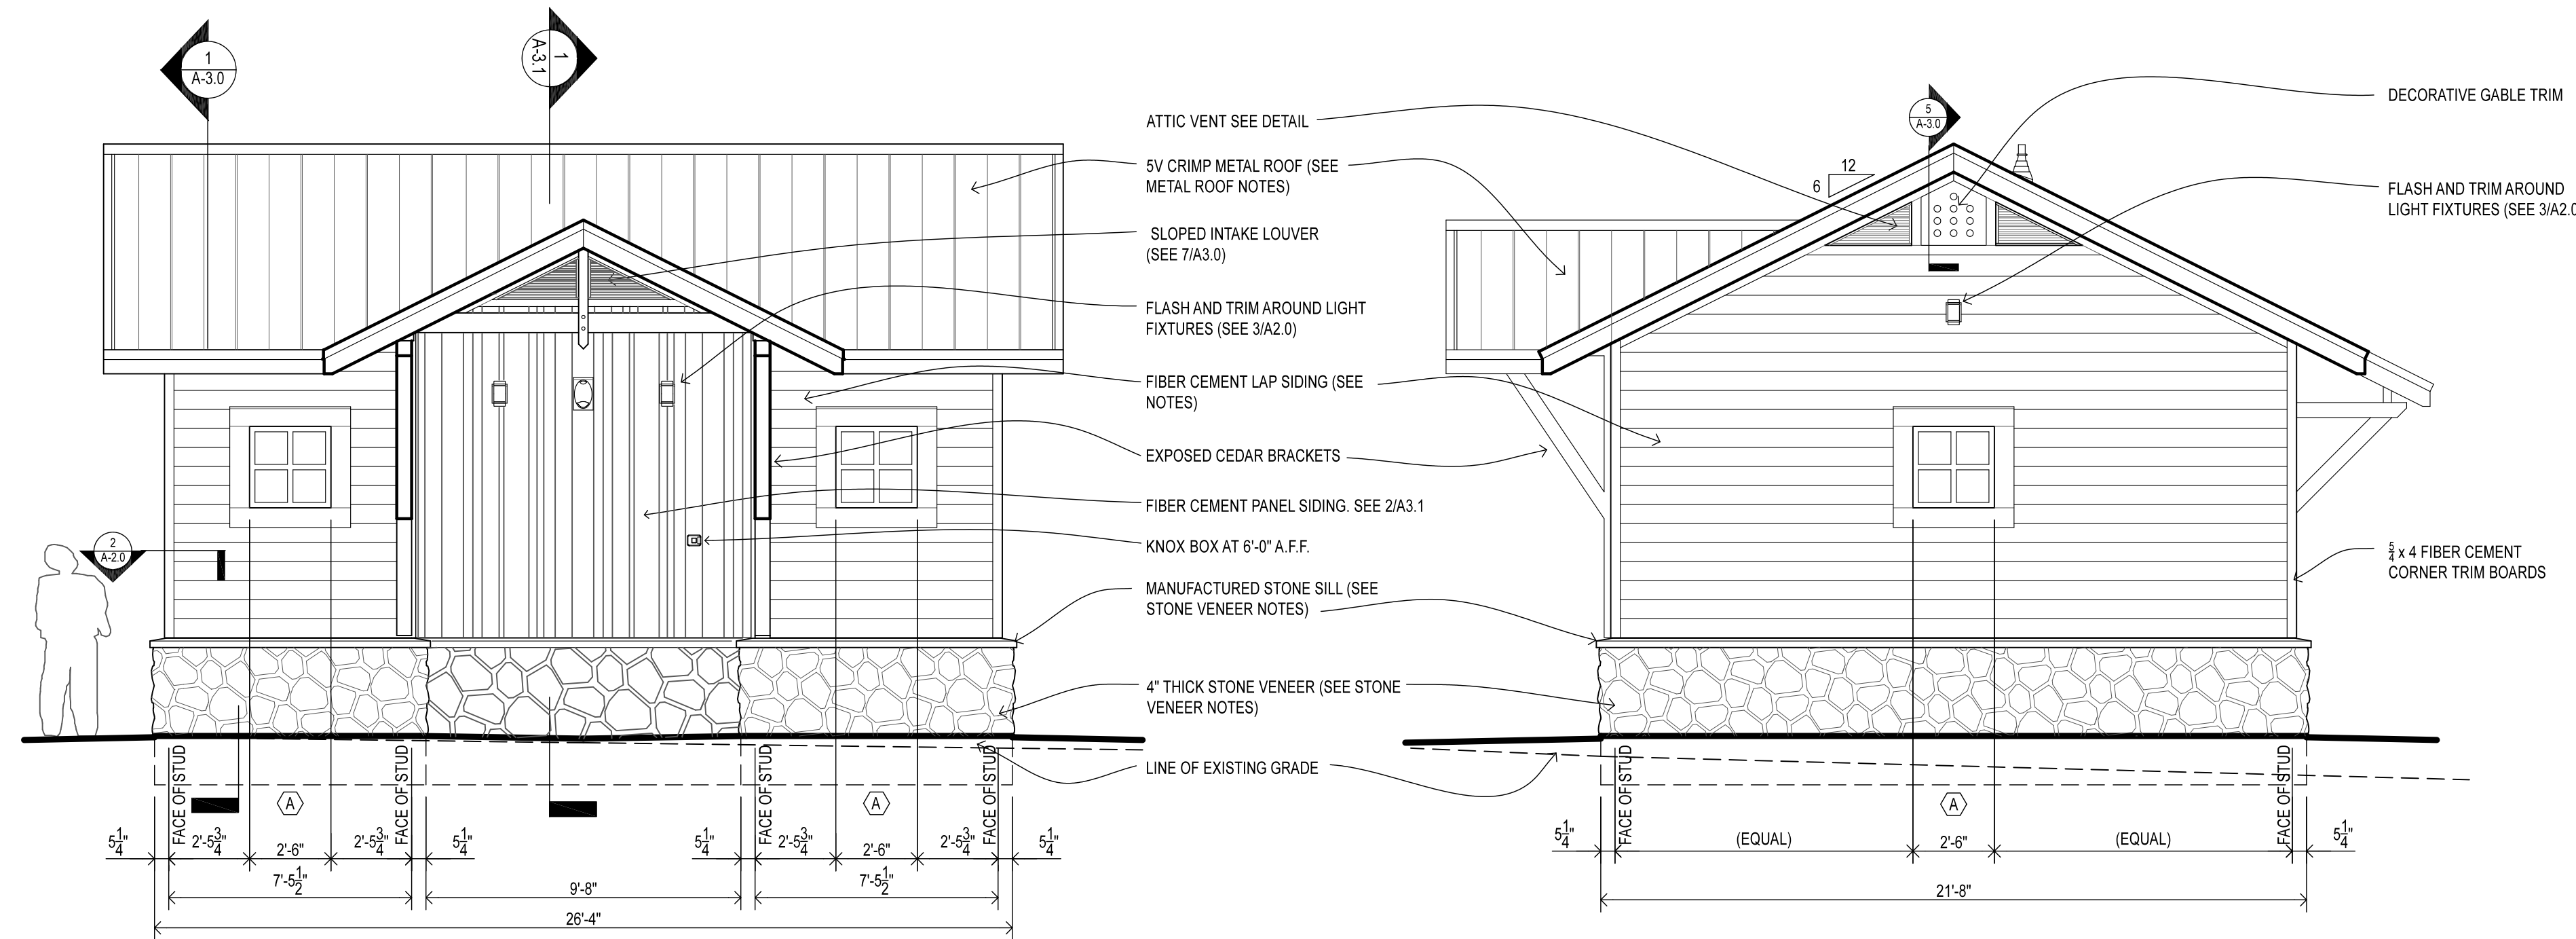 1
A-3.0
1
A-3.1
ATTIC VENT SEE DETAIL
5V CRIMP METAL ROOF (SEE
METAL ROOF NOTES)
SLOPED INTAKE LOUVER
(SEE 7/A3.0)
FLASH AND TRIM AROUND LIGHT
FIXTURES (SEE 3/A2.0)
FIBER CEMENT LAP SIDING (SEE
NOTES)
EXPOSED CEDAR BRACKETS
FIBER CEMENT PANEL SIDING. SEE 2/A3.1
KNOX BOX AT 6'-0" A.F.F.
MANUFACTURED STONE SILL (SEE
STONE VENEER NOTES)
4" THICK STONE VENEER (SEE STONE
VENEER NOTES)
LINE OF EXISTING GRADE
2
A-2.0
FACE OF STUD
FACE OF STUD
FACE OF STUD
FACE OF STUD
A
A
5 1/4"
2'-5 3/4"
2'-6"
2'-5 3/4"
5 1/4"
5 1/4"
2'-5 3/4"
2'-6"
2'-5 3/4"
5 1/4"
7'-5 1/2"
9'-8"
7'-5 1/2"
26'-4"
5
A-3.0
12
6
DECORATIVE GABLE TRIM
FLASH AND TRIM AROUND
LIGHT FIXTURES (SEE 3/A2.0
5/4 x 4 FIBER CEMENT
CORNER TRIM BOARDS
FACE OF STUD
FACE OF STUD
A
5 1/4"
(EQUAL)
2'-6"
(EQUAL)
5 1/4"
21'-8"